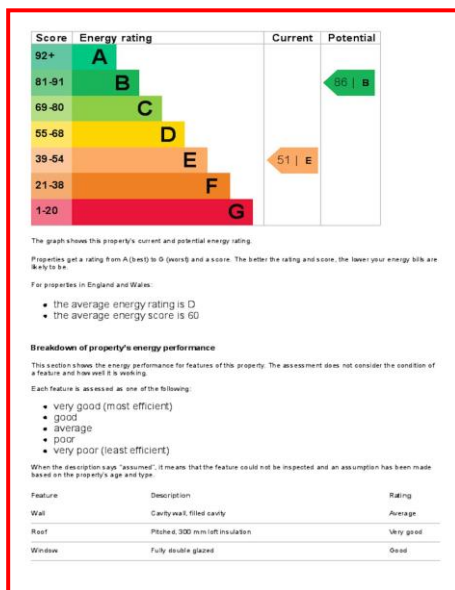 Score Energy rating Current Potential
92+ A
81-91 B 86 | B
69-80 C
55-68 D
39-54 E 51 | E
21-38 F
1-20 G
The graph shows this property's current and potential energy rating.
Properties get a rating from A (best) to G (worst) and a score. The better the rating and score, the lower your energy bills are
likely to be.
For properties in England and Wales:
• the average energy rating is D
• the average energy score is 60
Breakdown of property's energy performance
This section shows the energy performance for features of this property. The assessment does not consider the condition of
a feature and how well it is working.
Each feature is assessed as one of the following:
• very good (most efficient)
• good
• average
• poor
• very poor (least efficient)
When the description says "assumed", it means that the feature could not be inspected and an assumption has been made
based on the property's age and type.
Feature Description Rating
Wall Cavity wall, filled cavity Average
Roof Pitched, 300 mm loft insulation Very good
Window Fully double glazed Good